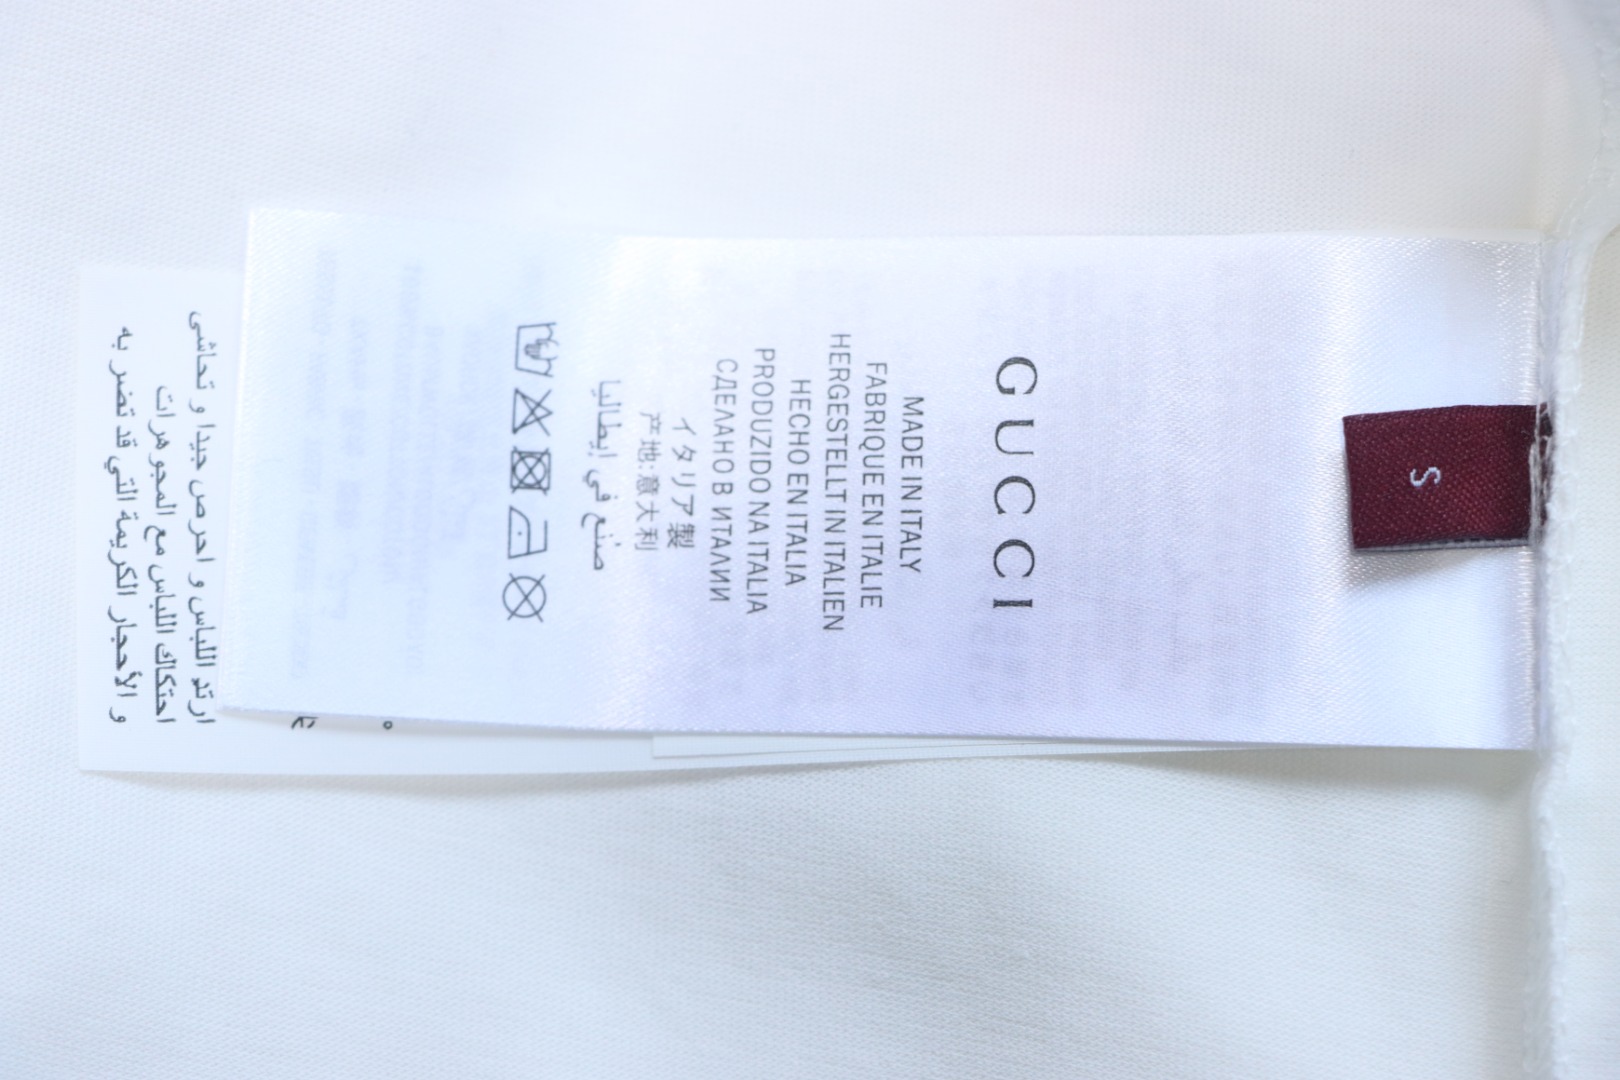 S
GUCCI
MADE IN ITALY
FABRIQUE EN ITALIE
HERGESTELLT IN ITALIEN
HECHO EN ITALIA
PRODUZIDO NA ITALIA
СДЕЛАНО В ИТАЛИИ
イタリア製
产地:意大利
صنع في إيطاليا
ارتد اللباس و احرص جيدا و تحاشى
احتكاك اللباس مع المجوهرات
و الأحجار الكريمة التي قد تضر به